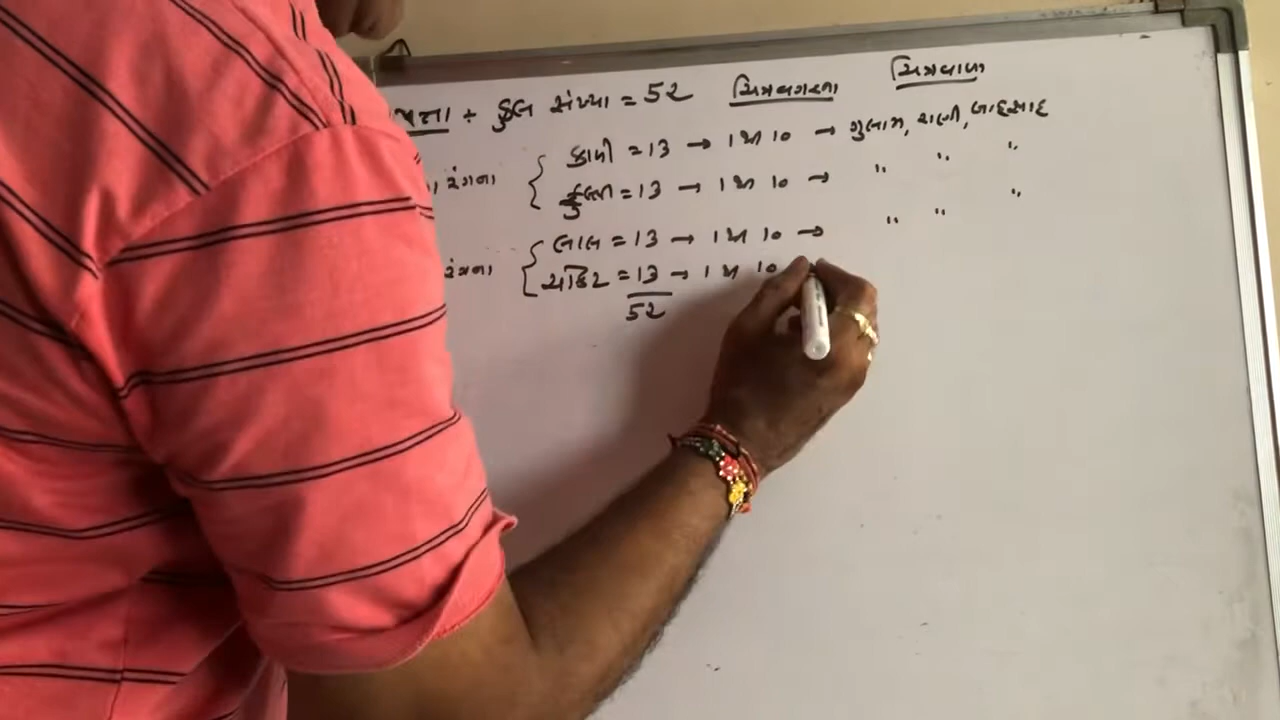 ના ÷ કુલ સંખ્યા = 52 ચિત્રવગરના ચિત્રવાળા
રંગના { કાળી = 13 → 1 થી 10 → ગુલામ, રાણી, બાદશાહ
ફુલ્લી = 13 → 1 થી 10 → " " "
રંગના { લાલ = 13 → 1 થી 10 → " " "
ચોકટ = 13 → 1 થી 10
52